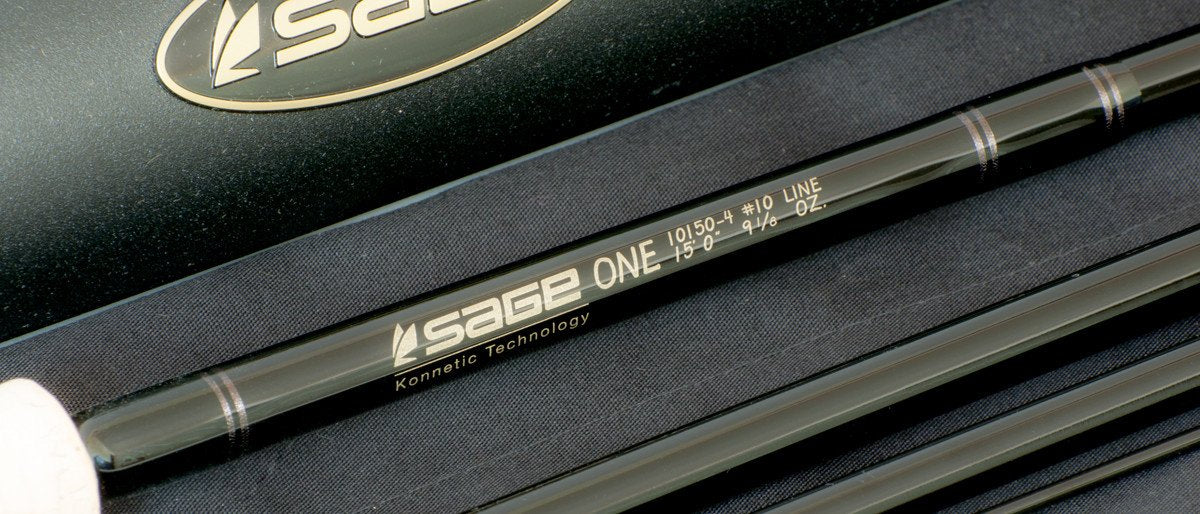 SAGE
SAGE ONE 10150-4 #10 LINE
15' 0" 9 1/8 OZ.
Konnetic Technology